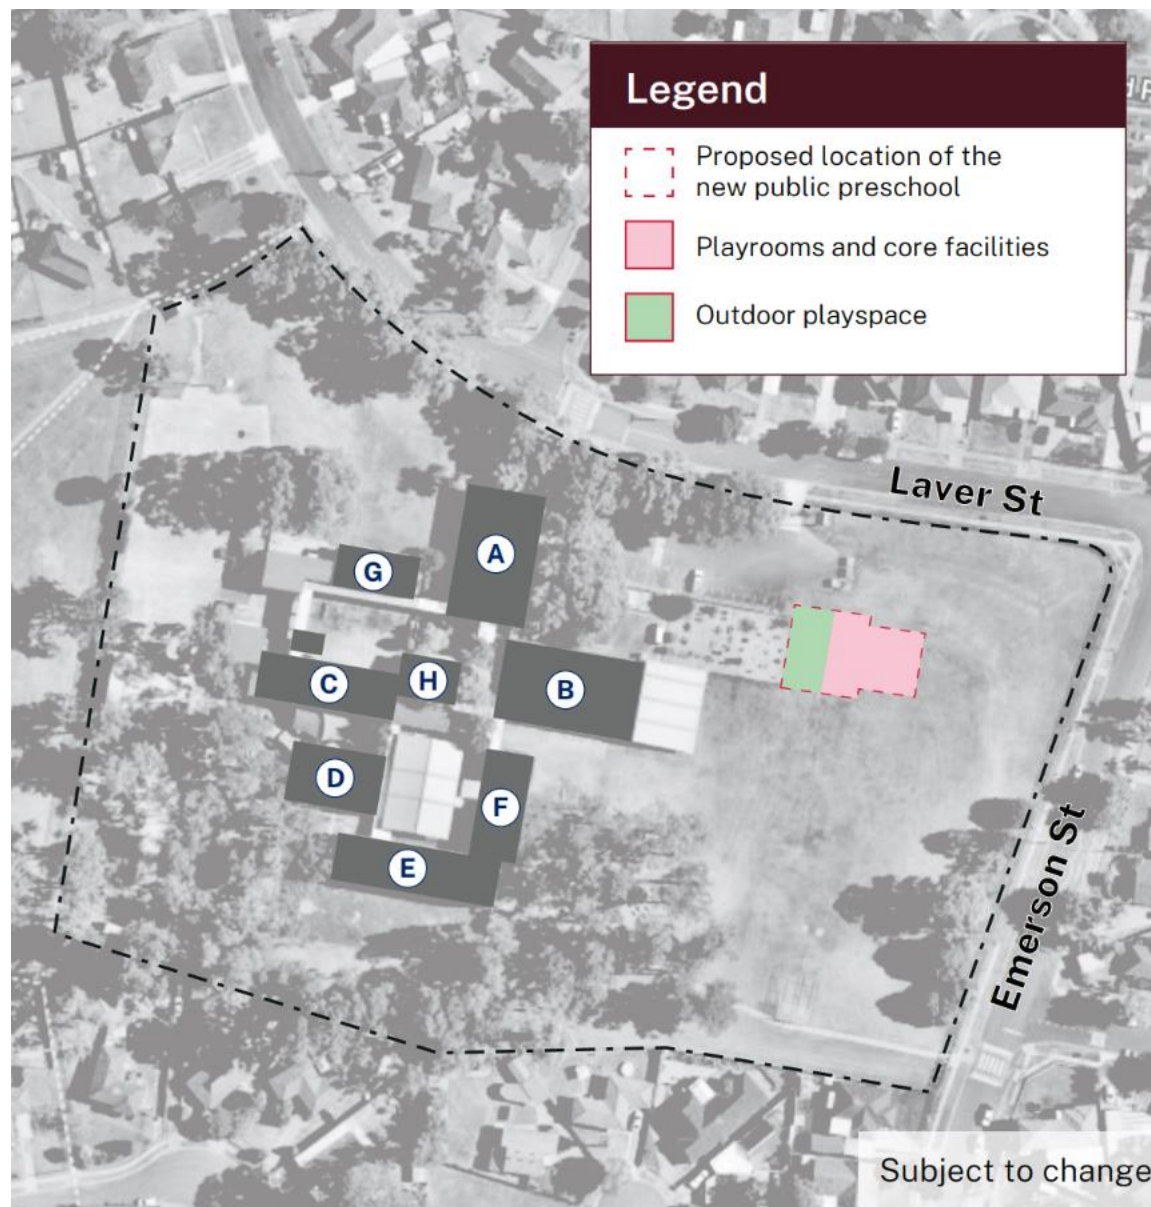 Legend
Proposed location of the
new public preschool
Playrooms and core facilities
Outdoor playspace
Laver St
A
G
C
H
B
D
F
E
Emerson St
Subject to change